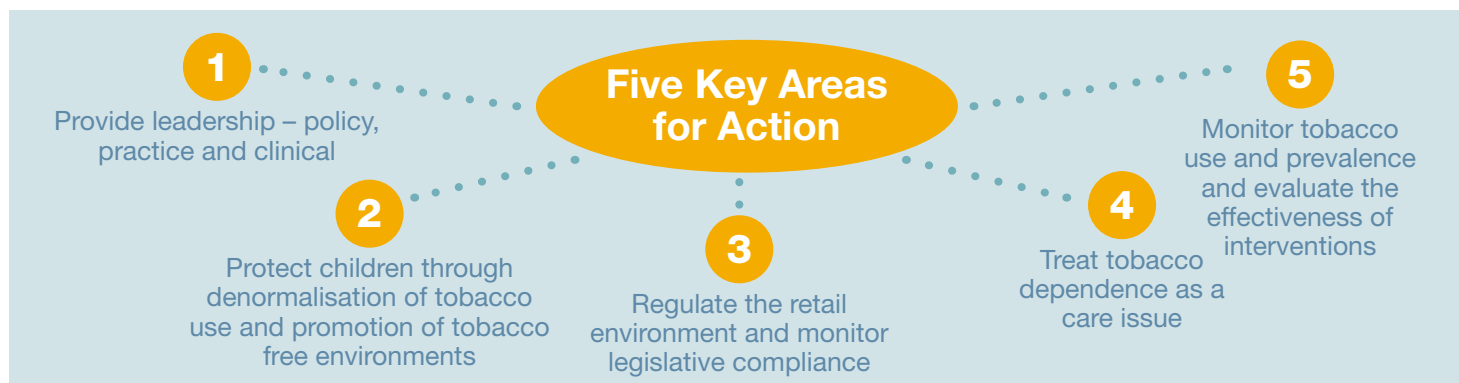 Five Key Areas
for Action
1
Provide leadership – policy,
practice and clinical
2
Protect children through
denormalisation of tobacco
use and promotion of tobacco
free environments
3
Regulate the retail
environment and monitor
legislative compliance
4
Treat tobacco
dependence as a
care issue
5
Monitor tobacco
use and prevalence
and evaluate the
effectiveness of
interventions